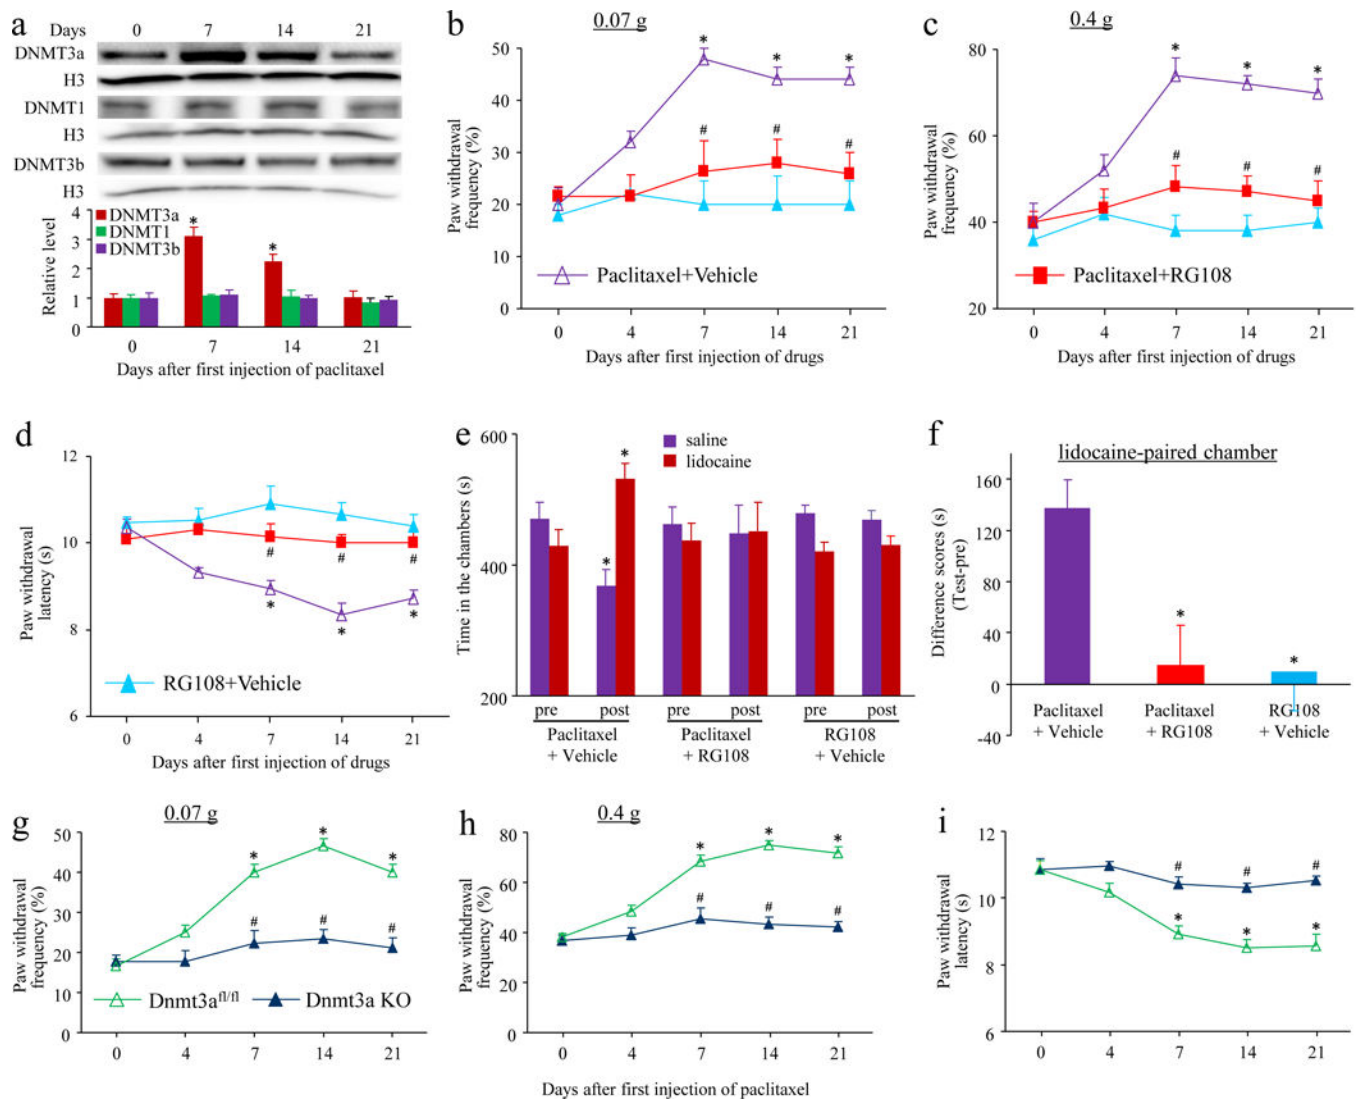 a
Days 0 7 14 21
DNMT3a
H3
DNMT1
H3
DNMT3b
H3
4
3
2
1
0
Relative level
DNMT3a
DNMT1
DNMT3b
*
*
0 7 14 21
Days after first injection of paclitaxel
b
0.07 g
50
40
30
20
10
0
Paw withdrawal
frequency (%)
* * *
# # #
Paclitaxel+Vehicle
0 4 7 14 21
Days after first injection of drugs
c
0.4 g
80
60
40
20
Paw withdrawal
frequency (%)
* * *
# # #
Paclitaxel+RG108
0 4 7 14 21
Days after first injection of drugs
d
12
10
8
6
Paw withdrawal
latency (s)
# # #
* * *
RG108+Vehicle
0 4 7 14 21
Days after first injection of drugs
e
600
400
200
Time in the chambers (s)
saline
lidocaine
*
*
pre post pre post pre post
Paclitaxel Paclitaxel RG108
+ Vehicle + RG108 + Vehicle
f
lidocaine-paired chamber
160
120
80
40
0
-40
Difference scores (s)
(Test-pre)
*
*
Paclitaxel Paclitaxel RG108
+ Vehicle + RG108 + Vehicle
g
0.07 g
50
40
30
20
10
0
Paw withdrawal
frequency (%)
* * *
# # #
Dnmt3afl/fl Dnmt3a KO
0 4 7 14 21
h
0.4 g
80
60
40
20
0
Paw withdrawal
frequency (%)
* * *
# # #
0 4 7 14 21
Days after first injection of paclitaxel
i
12
10
8
6
Paw withdrawal
latency (s)
# # #
* * *
0 4 7 14 21